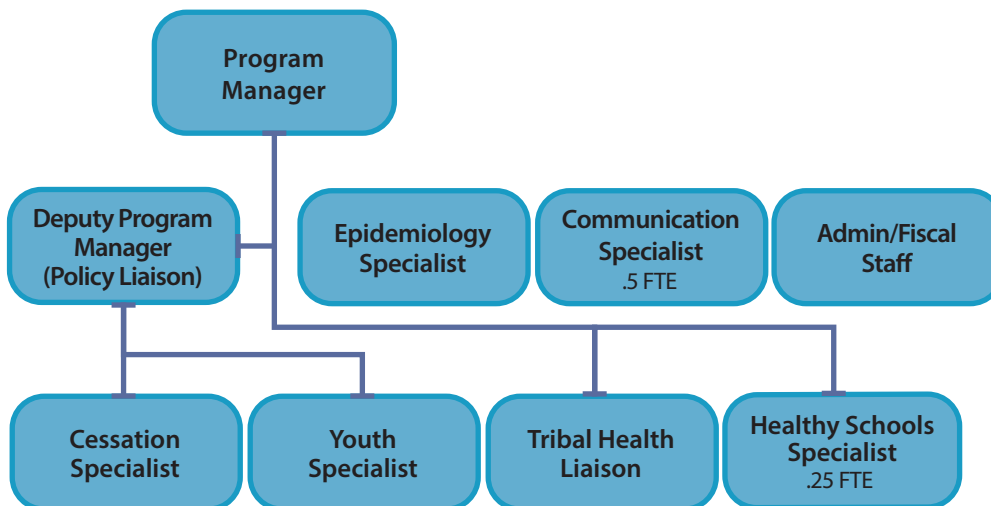 Program
Manager
Deputy Program
Manager
(Policy Liaison)
Epidemiology
Specialist
Communication
Specialist
.5 FTE
Admin/Fiscal
Staff
Cessation
Specialist
Youth
Specialist
Tribal Health
Liaison
Healthy Schools
Specialist
.25 FTE